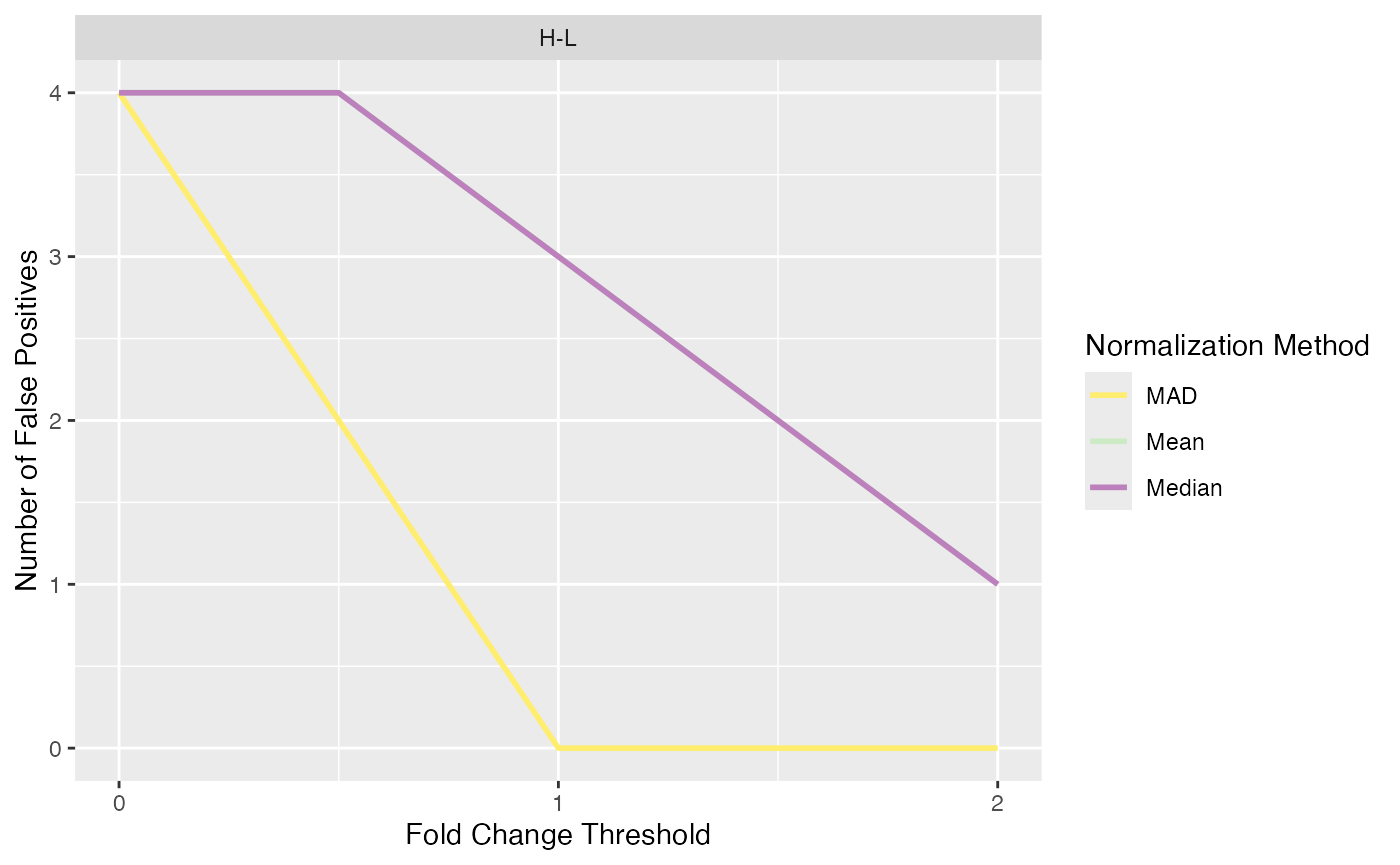 H-L
4
3
2
1
0
Number of False Positives
0 1 2
Fold Change Threshold
Normalization Method
MAD
Mean
Median